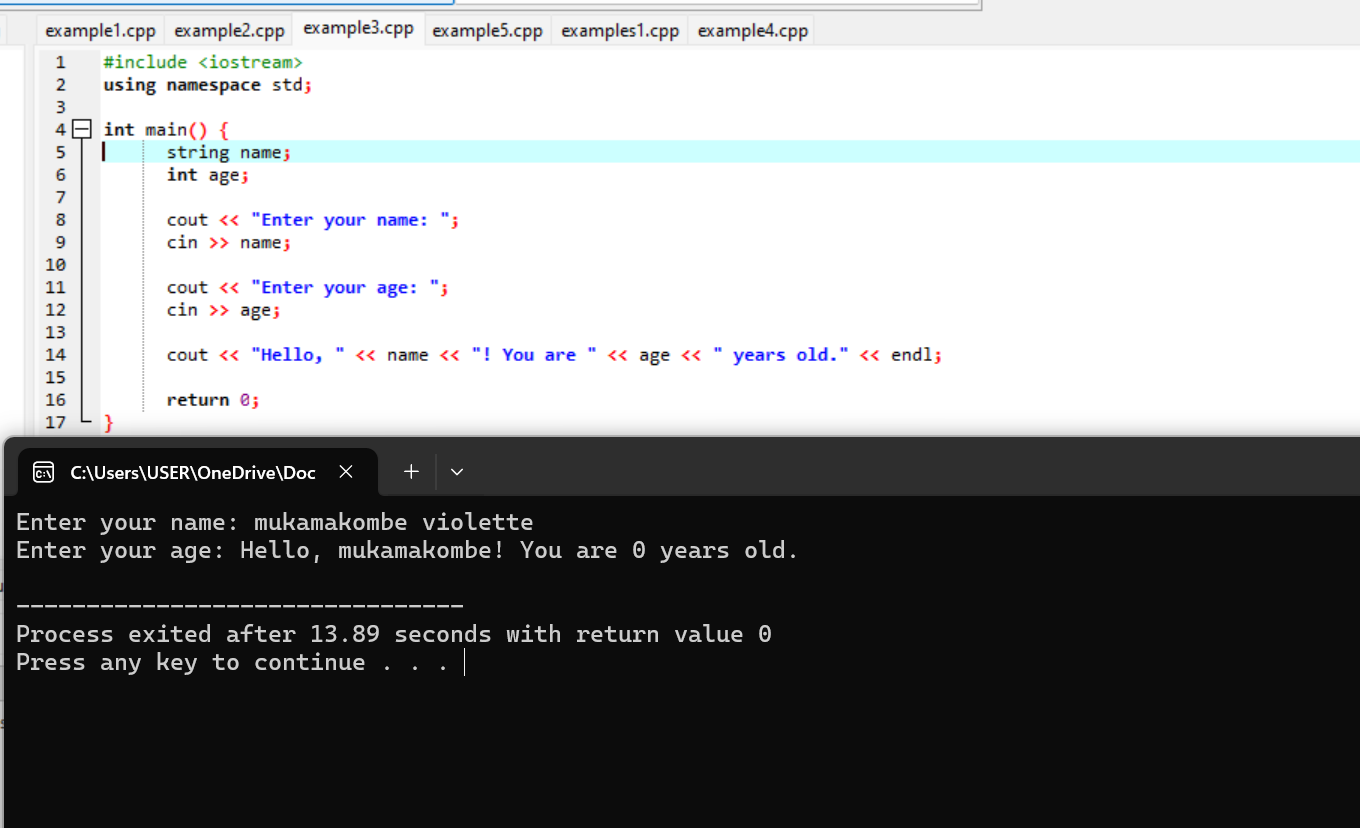 example1.cpp example2.cpp example3.cpp example5.cpp examples1.cpp example4.cpp
1 #include <iostream>
2 using namespace std;
3
4 int main() {
5 string name;
6 int age;
7
8 cout << "Enter your name: ";
9 cin >> name;
10
11 cout << "Enter your age: ";
12 cin >> age;
13
14 cout << "Hello, " << name << "! You are " << age << " years old." << endl;
15
16 return 0;
17 }
C:\Users\USER\OneDrive\Doc
Enter your name: mukamakombe violette
Enter your age: Hello, mukamakombe! You are 0 years old.
--------------------------------
Process exited after 13.89 seconds with return value 0
Press any key to continue . . .